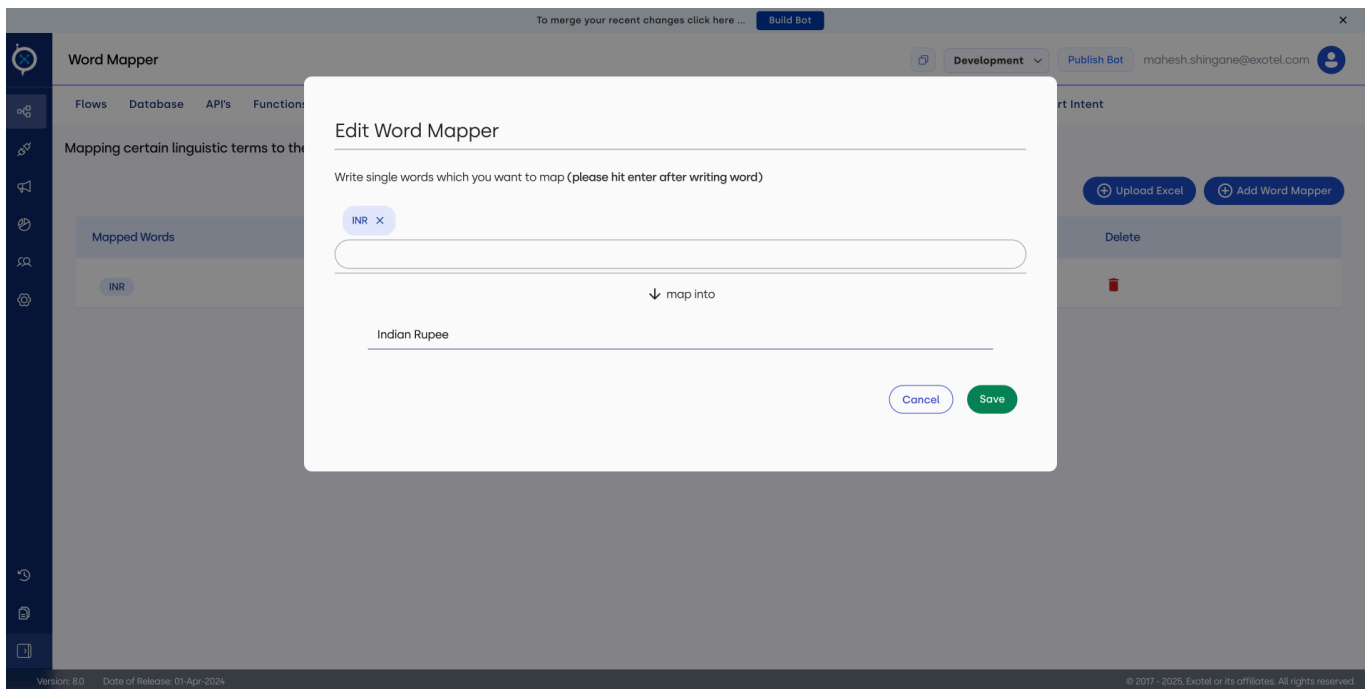 To merge your recent changes click here ... Build Bot
Word Mapper
Development
Publish Bot
mahesh.shingane@exotel.com
Flows Database API's Functions rt Intent
Mapping certain linguistic terms to the
Upload Excel
Add Word Mapper
Mapped Words Delete
INR
Edit Word Mapper
Write single words which you want to map (please hit enter after writing word)
INR
map into
Indian Rupee
Cancel Save
Version: 8.0 Date of Release: 01-Apr-2024 © 2017 - 2025, Exotel or its affiliates. All rights reserved.